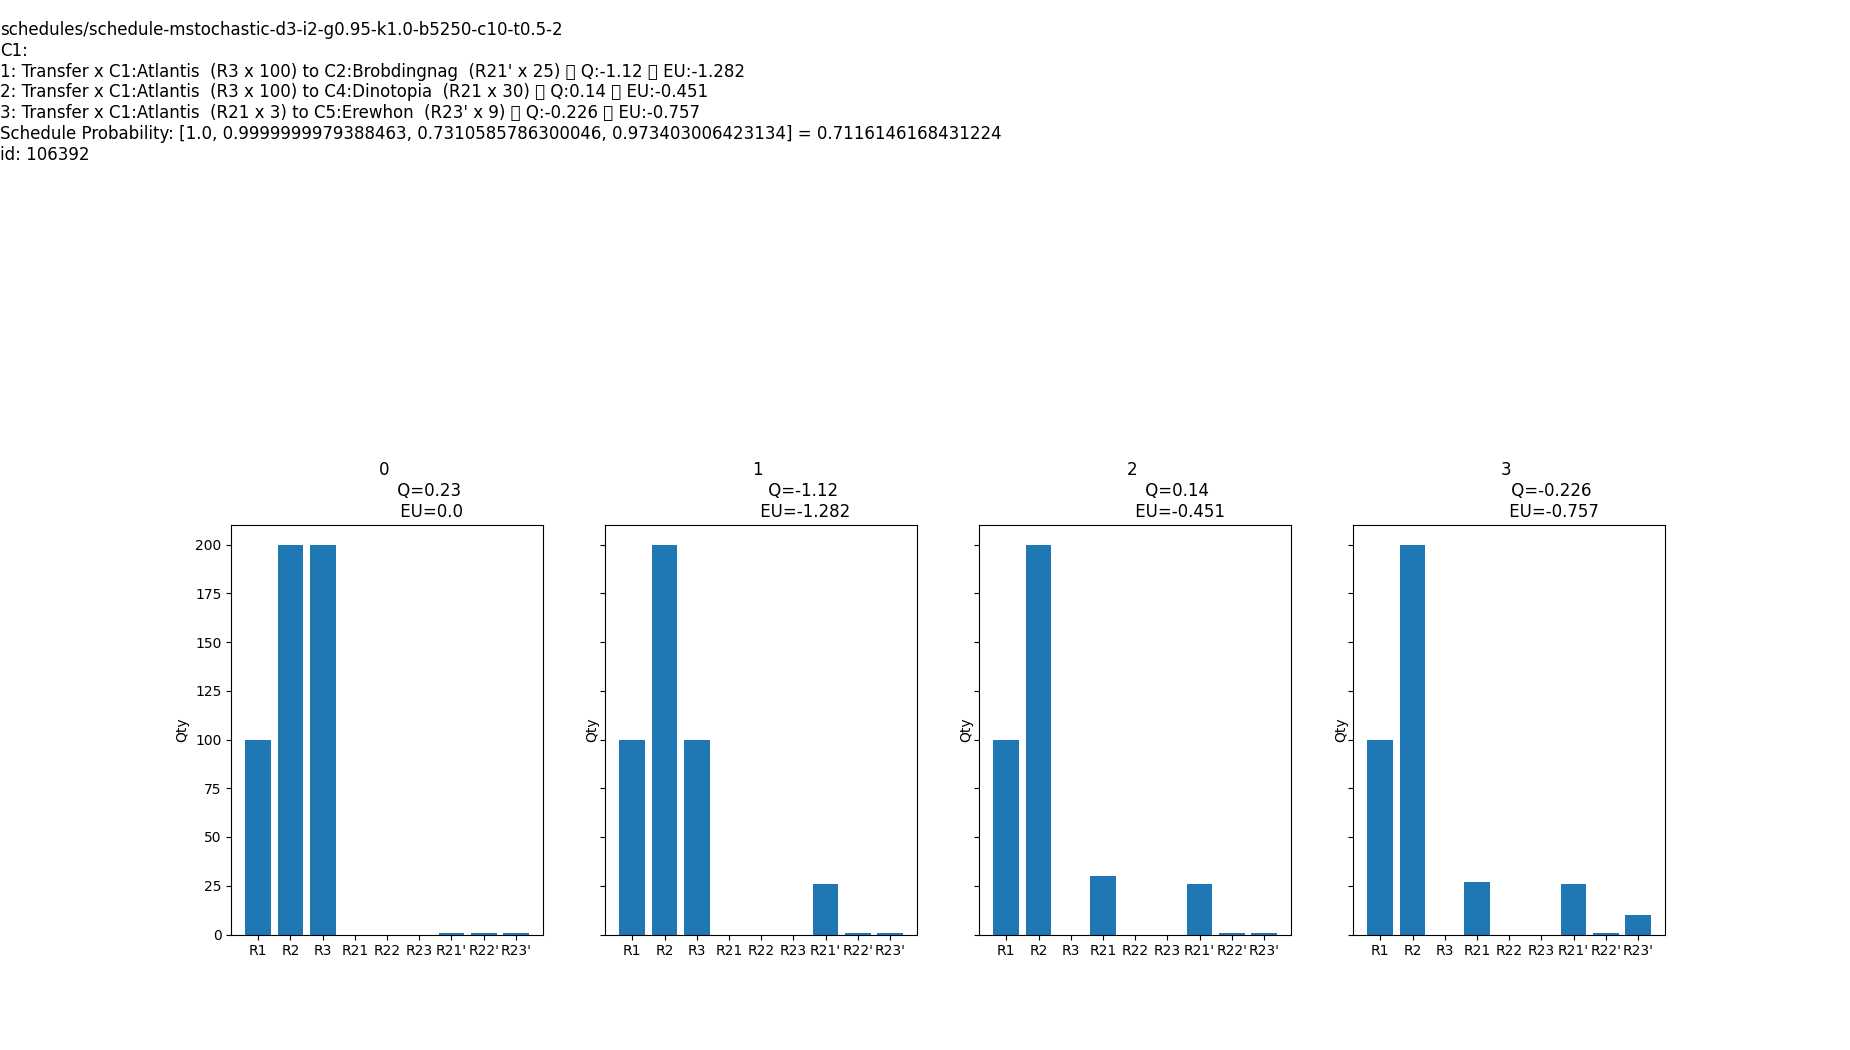 schedules/schedule-mstochastic-d3-i2-g0.95-k1.0-b5250-c10-t0.5-2
C1:
1: Transfer x C1:Atlantis  (R3 x 100) to C2:Brobdingnag  (R21' x 25) ▯ Q:-1.12 ▯ EU:-1.282
2: Transfer x C1:Atlantis  (R3 x 100) to C4:Dinotopia  (R21 x 30) ▯ Q:0.14 ▯ EU:-0.451
3: Transfer x C1:Atlantis  (R21 x 3) to C5:Erewhon  (R23' x 9) ▯ Q:-0.226 ▯ EU:-0.757
Schedule Probability: [1.0, 0.9999999979388463, 0.7310585786300046, 0.973403006423134] = 0.7116146168431224
id: 106392
0
Q=0.23
EU=0.0
Qty
200
175
150
125
100
75
50
25
0
R1 R2 R3 R21 R22 R23 R21' R22' R23'
1
Q=-1.12
EU=-1.282
Qty
R1 R2 R3 R21 R22 R23 R21' R22' R23'
2
Q=0.14
EU=-0.451
Qty
R1 R2 R3 R21 R22 R23 R21' R22' R23'
3
Q=-0.226
EU=-0.757
Qty
R1 R2 R3 R21 R22 R23 R21' R22' R23'